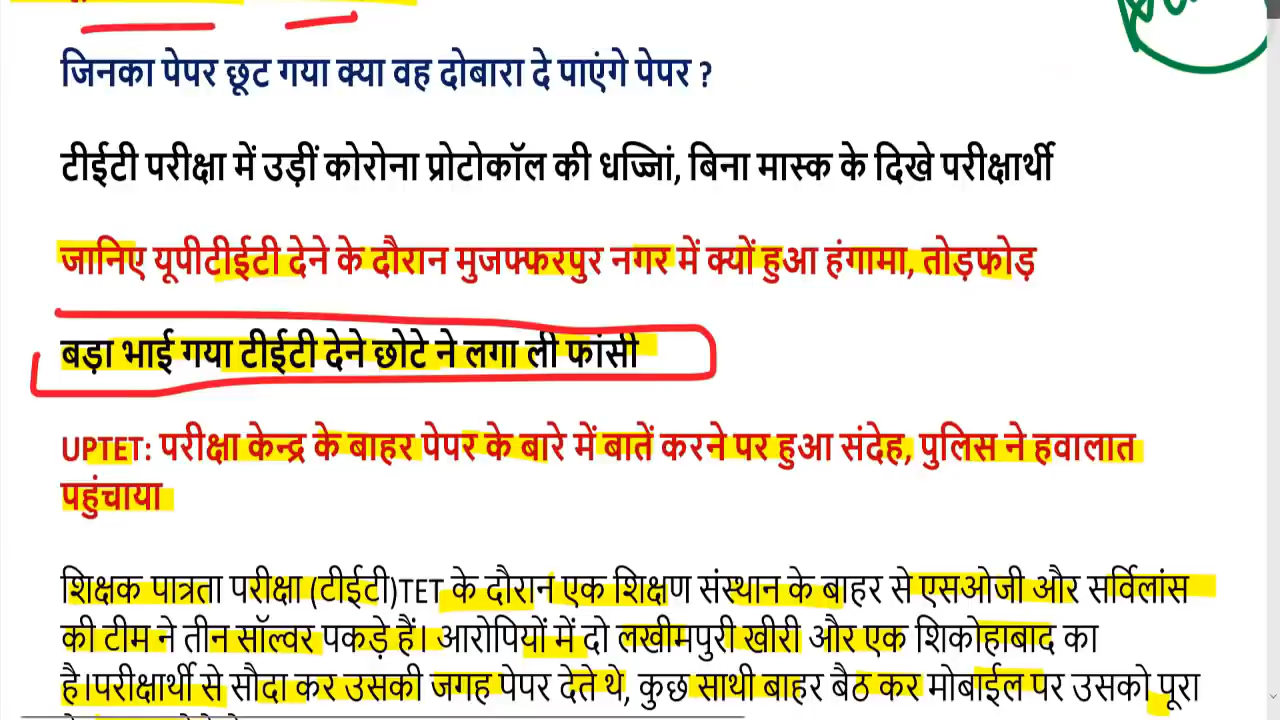 जिनका पेपर छूट गया क्या वह दोबारा दे पाएंगे पेपर ?
टीईटी परीक्षा में उड़ीं कोरोना प्रोटोकॉल की धज्जिां, बिना मास्क के दिखे परीक्षार्थी
जानिए यूपीटीईटी देने के दौरान मुजफ्फरपुर नगर में क्यों हुआ हंगामा, तोड़फोड़
बड़ा भाई गया टीईटी देने छोटे ने लगा ली फांसी
UPTET: परीक्षा केन्द्र के बाहर पेपर के बारे में बातें करने पर हुआ संदेह, पुलिस ने हवालात
पहुंचाया
शिक्षक पात्रता परीक्षा (टीईटी)TET के दौरान एक शिक्षण संस्थान के बाहर से एसओजी और सर्विलांस
की टीम ने तीन सॉल्वर पकड़े हैं। आरोपियों में दो लखीमपुरी खीरी और एक शिकोहाबाद का
है।परीक्षार्थी से सौदा कर उसकी जगह पेपर देते थे, कुछ साथी बाहर बैठ कर मोबाईल पर उसको पूरा